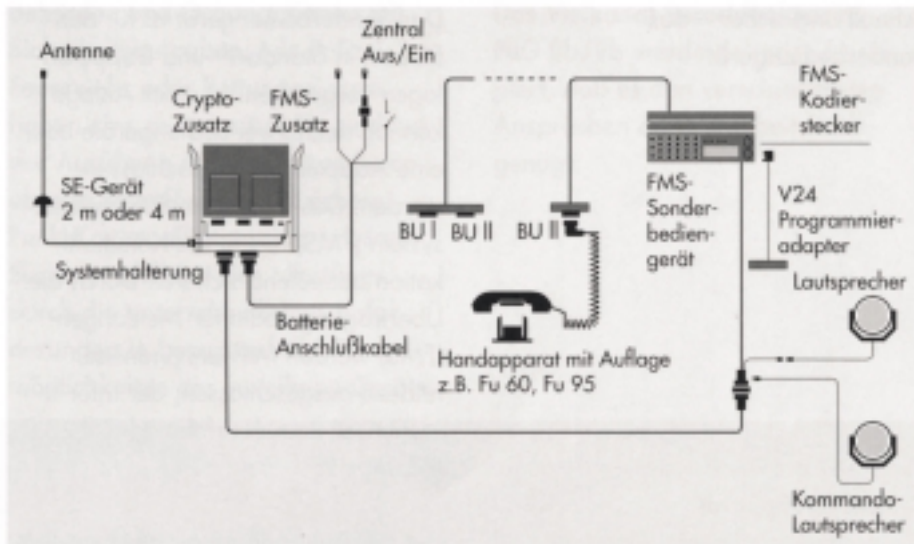 Antenne
Zentral
Aus/Ein
Crypto-
Zusatz
FMS-
Zusatz
FMS-
Kodier-
stecker
SE-Gerät
2 m oder 4 m
BU I
BU II
BU III
FMS-
Sonder-
bedien-
gerät
V24
Programmier-
adapter
Systemhalterung
Lautsprecher
Batterie-
Anschlußkabel
Handapparat mit Auflage
z.B. Fu 60, Fu 95
Kommando-
Lautsprecher